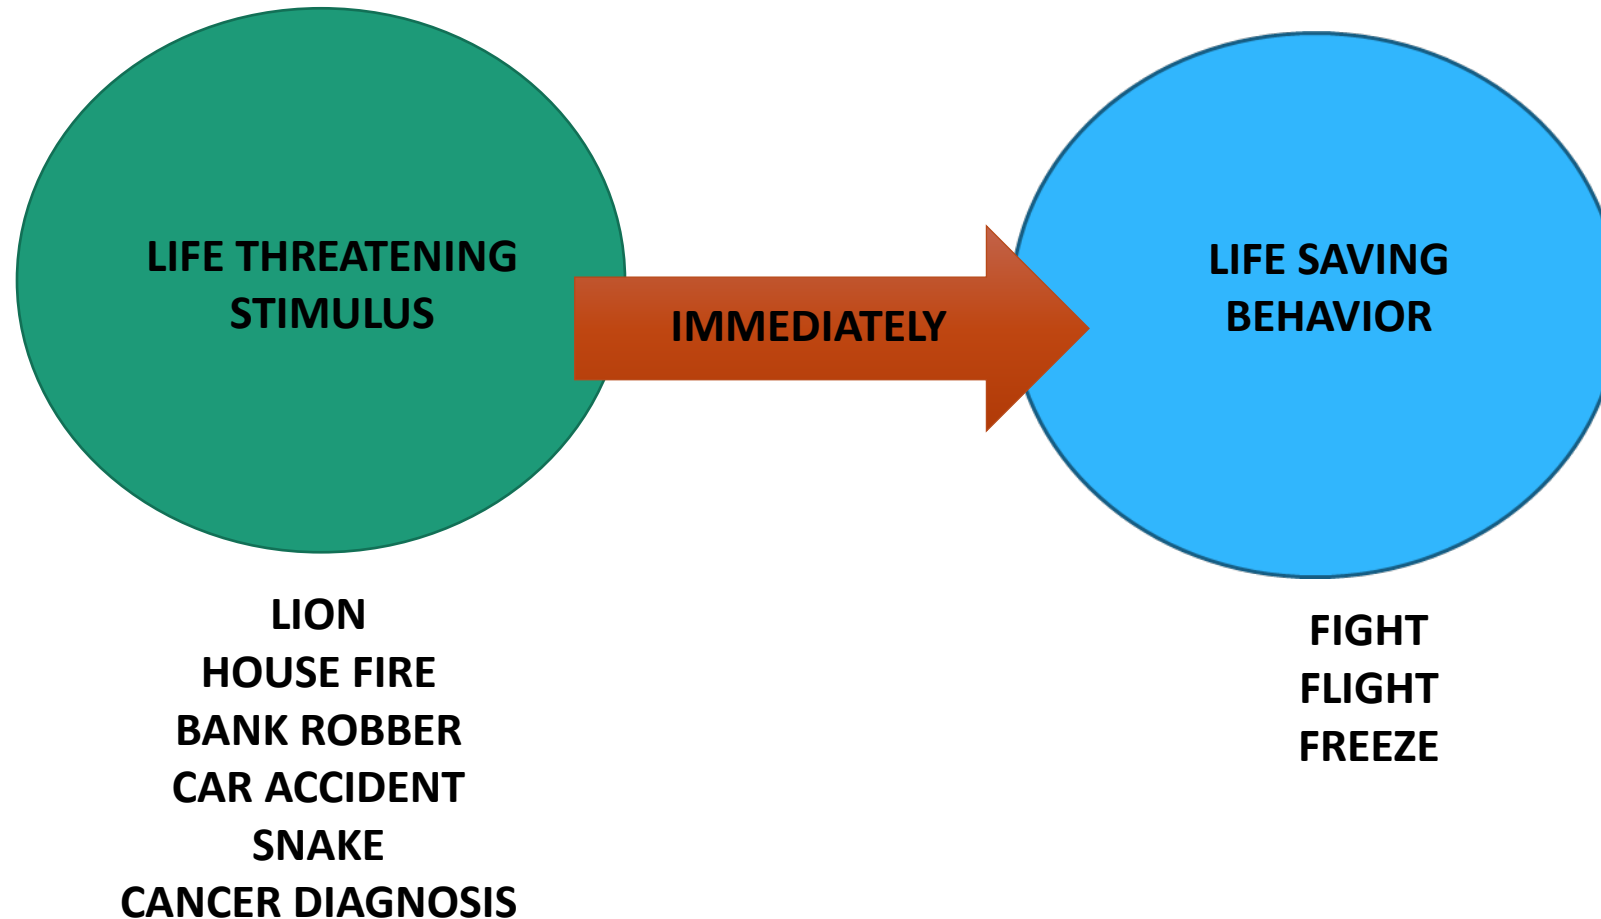 LIFE THREATENING
STIMULUS
IMMEDIATELY
LIFE SAVING
BEHAVIOR
LION
HOUSE FIRE
BANK ROBBER
CAR ACCIDENT
SNAKE
CANCER DIAGNOSIS
FIGHT
FLIGHT
FREEZE